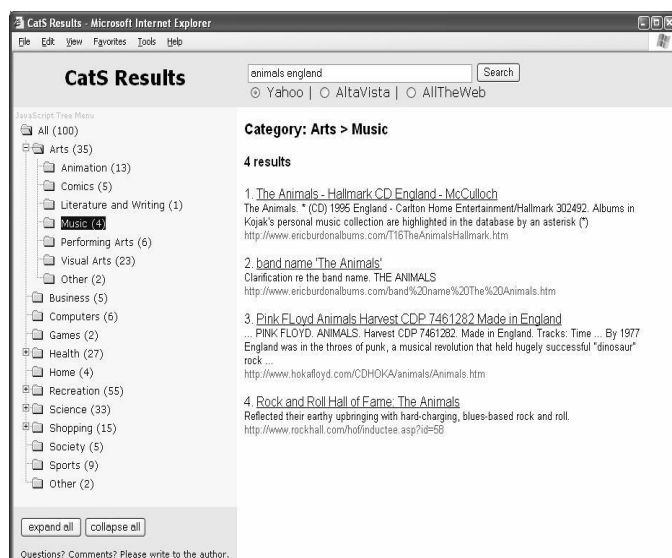 CatS Results - Microsoft Internet Explorer
File Edit View Favorites Tools Help
CatS Results
animals england
Search
Yahoo | AltaVista | AllTheWeb
JavaScript Tree Menu
All (100)
Arts (35)
Animation (13)
Comics (5)
Literature and Writing (1)
Music (4)
Performing Arts (6)
Visual Arts (23)
Other (2)
Business (5)
Computers (6)
Games (2)
Health (27)
Home (4)
Recreation (55)
Science (33)
Shopping (15)
Society (5)
Sports (9)
Other (2)
expand all collapse all
Questions? Comments? Please write to the author.
Category: Arts > Music
4 results
1. The Animals - Hallmark CD England - McCulloch
The Animals. * (CD) 1995 England - Carlton Home Entertainment/Hallmark 302492. Albums in
Kojak's personal music collection are highlighted in the database by an asterisk (*)
http://www.ericburdonalbums.com/T16TheAnimalsHallmark.htm
2. band name 'The Animals'
Clarification re the band name. THE ANIMALS
http://www.ericburdonalbums.com/band%20name%20The%20Animals.htm
3. Pink FLoyd Animals Harvest CDP 7461282 Made in England
... PINK FLOYD. ANIMALS. Harvest CDP 7461282. Made in England. Tracks: Time ... By 1977
England was in the throes of punk, a musical revolution that held hugely successful "dinosaur"
rock ...
http://www.hokafloyd.com/CDHOKA/animals/Animals.htm
4. Rock and Roll Hall of Fame: The Animals
Reflected their earthy upbringing with hard-charging, blues-based rock and roll.
http://www.rockhall.com/hof/inductee.asp?id=58